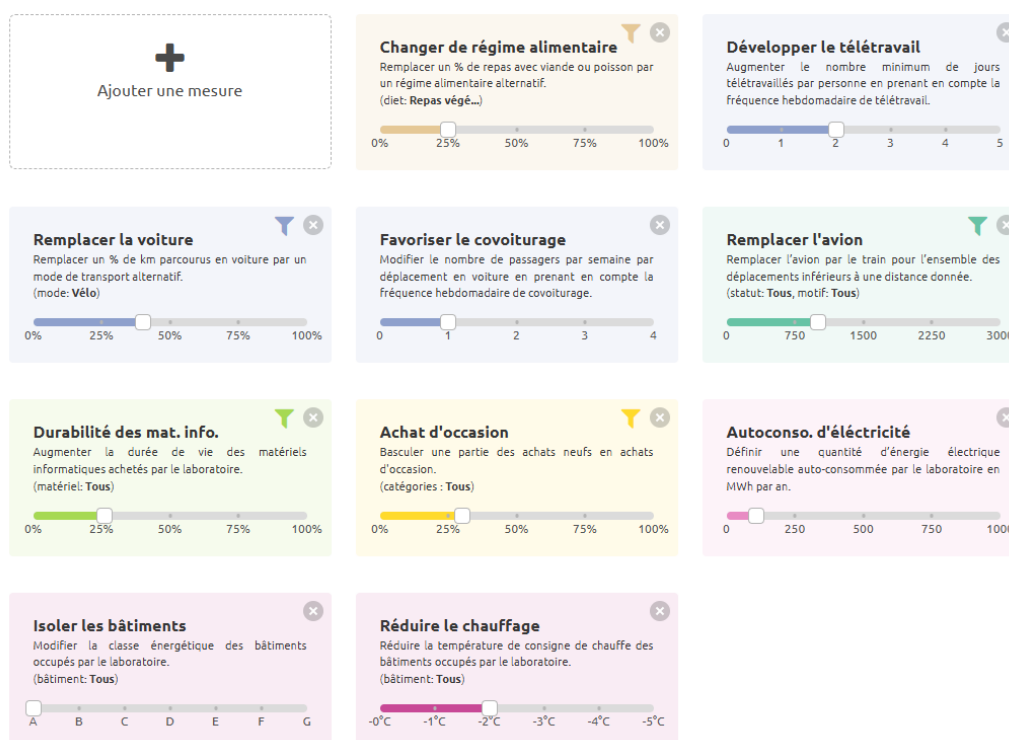 Ajouter une mesure
Changer de régime alimentaire
Remplacer un % de repas avec viande ou poisson par
un régime alimentaire alternatif.
(diet: Repas végé...)
0% 25% 50% 75% 100%
Développer le télétravail
Augmenter le nombre minimum de jours
télétravaillés par personne en prenant en compte la
fréquence hebdomadaire de télétravail.
0 1 2 3 4 5
Remplacer la voiture
Remplacer un % de km parcourus en voiture par un
mode de transport alternatif.
(mode: Vélo)
0% 25% 50% 75% 100%
Favoriser le covoiturage
Modifier le nombre de passagers par semaine par
déplacement en voiture en prenant en compte la
fréquence hebdomadaire de covoiturage.
0 1 2 3 4
Remplacer l'avion
Remplacer l'avion par le train pour l'ensemble des
déplacements inférieurs à une distance donnée.
(statut: Tous, motif: Tous)
0 750 1500 2250 3000
Durabilité des mat. info.
Augmenter la durée de vie des matériels
informatiques achetés par le laboratoire.
(matériel: Tous)
0% 25% 50% 75% 100%
Achat d'occasion
Basculer une partie des achats neufs en achats
d'occasion.
(catégories : Tous)
0% 25% 50% 75% 100%
Autoconso. d'éléctricité
Définir une quantité d'énergie électrique
renouvelable auto-consommée par le laboratoire en
MWh par an.
0 250 500 750 1000
Isoler les bâtiments
Modifier la classe énergétique des bâtiments
occupés par le laboratoire.
(bâtiment: Tous)
A B C D E F G
Réduire le chauffage
Réduire la température de consigne de chauffe des
bâtiments occupés par le laboratoire.
(bâtiment: Tous)
-0°C -1°C -2°C -3°C -4°C -5°C